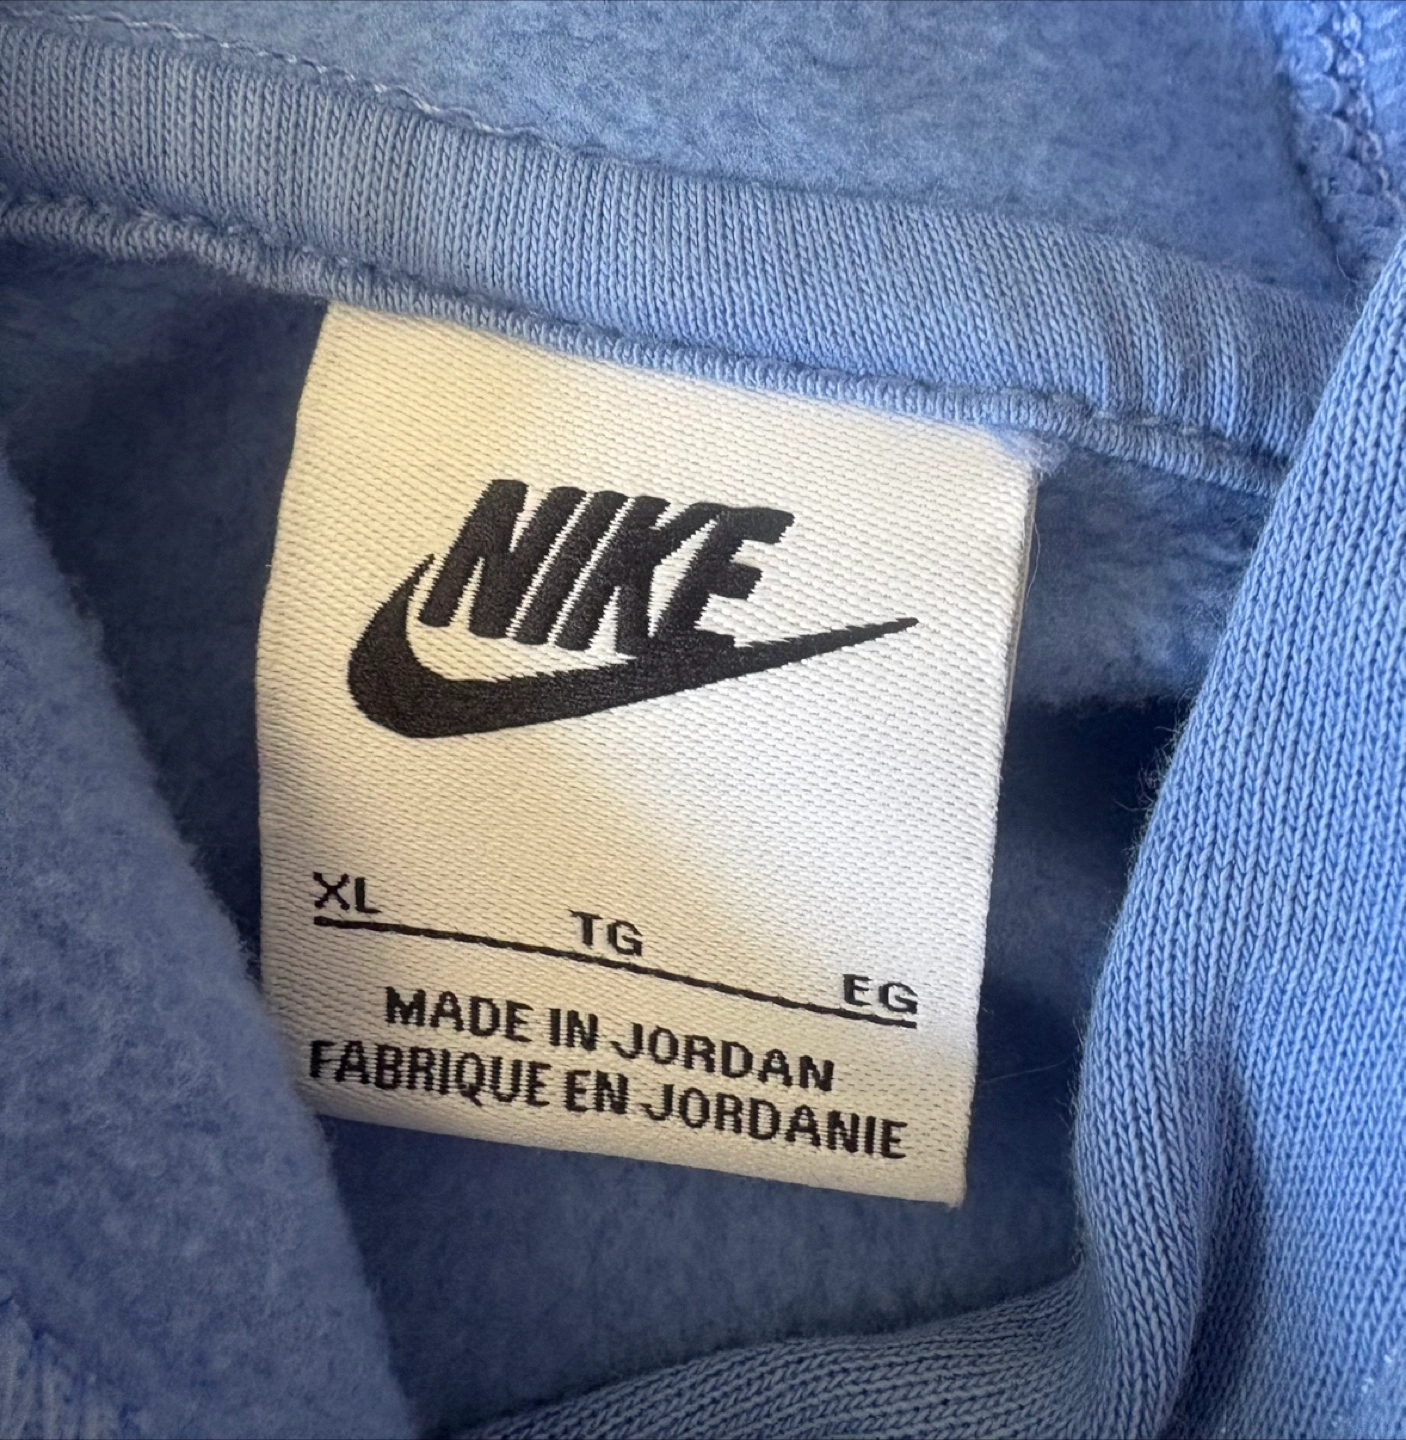 NIKE
XL TG EG
MADE IN JORDAN
FABRIQUE EN JORDANIE